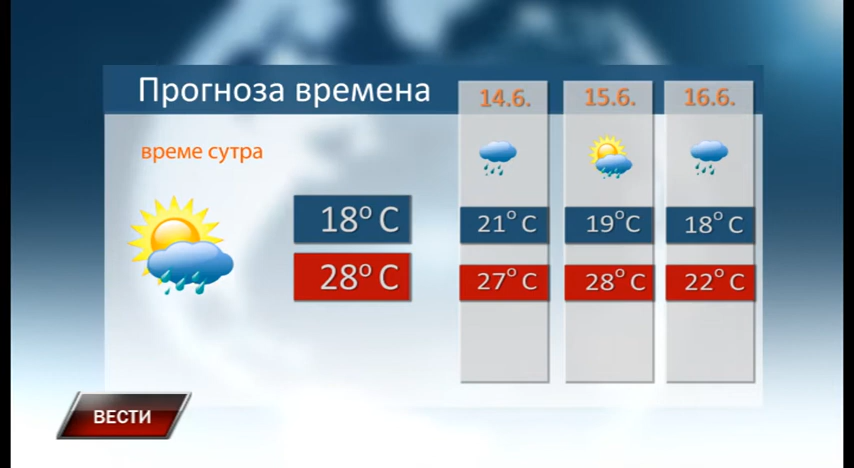 Прогноза времена
време сутра
18° C
28° C
14.6. 15.6. 16.6.
21° C 19°C 18° C
27° C 28° C 22° C
ВЕСТИ